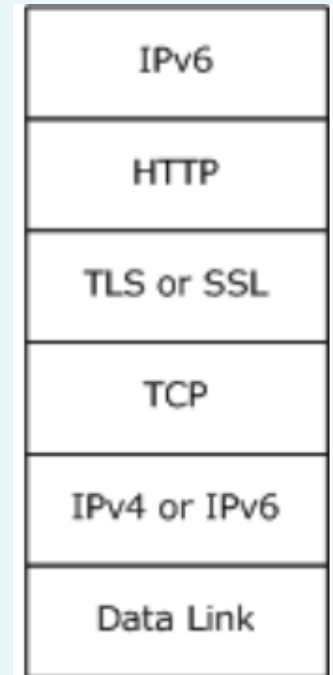 IPv6
HTTP
TLS or SSL
TCP
IPv4 or IPv6
Data Link